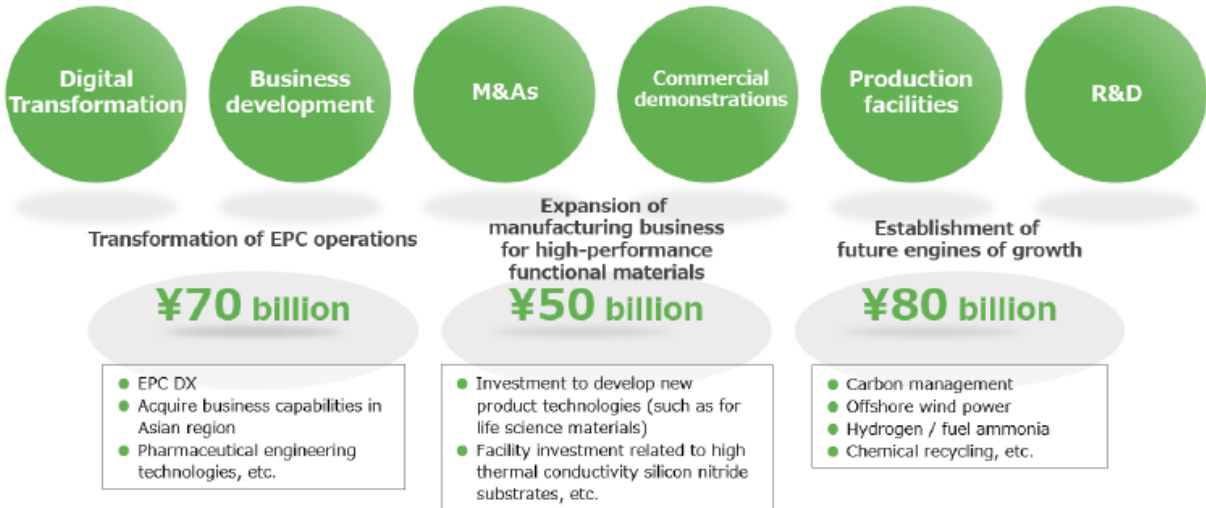 Digital
Transformation
Business
development
M&As
Commercial
demonstrations
Production
facilities
R&D
Transformation of EPC operations
¥70 billion
● EPC DX
● Acquire business capabilities in
Asian region
● Pharmaceutical engineering
technologies, etc.
Expansion of
manufacturing business
for high-performance
functional materials
¥50 billion
● Investment to develop new
product technologies (such as for
life science materials)
● Facility investment related to high
thermal conductivity silicon nitride
substrates, etc.
Establishment of
future engines of growth
¥80 billion
● Carbon management
● Offshore wind power
● Hydrogen / fuel ammonia
● Chemical recycling, etc.